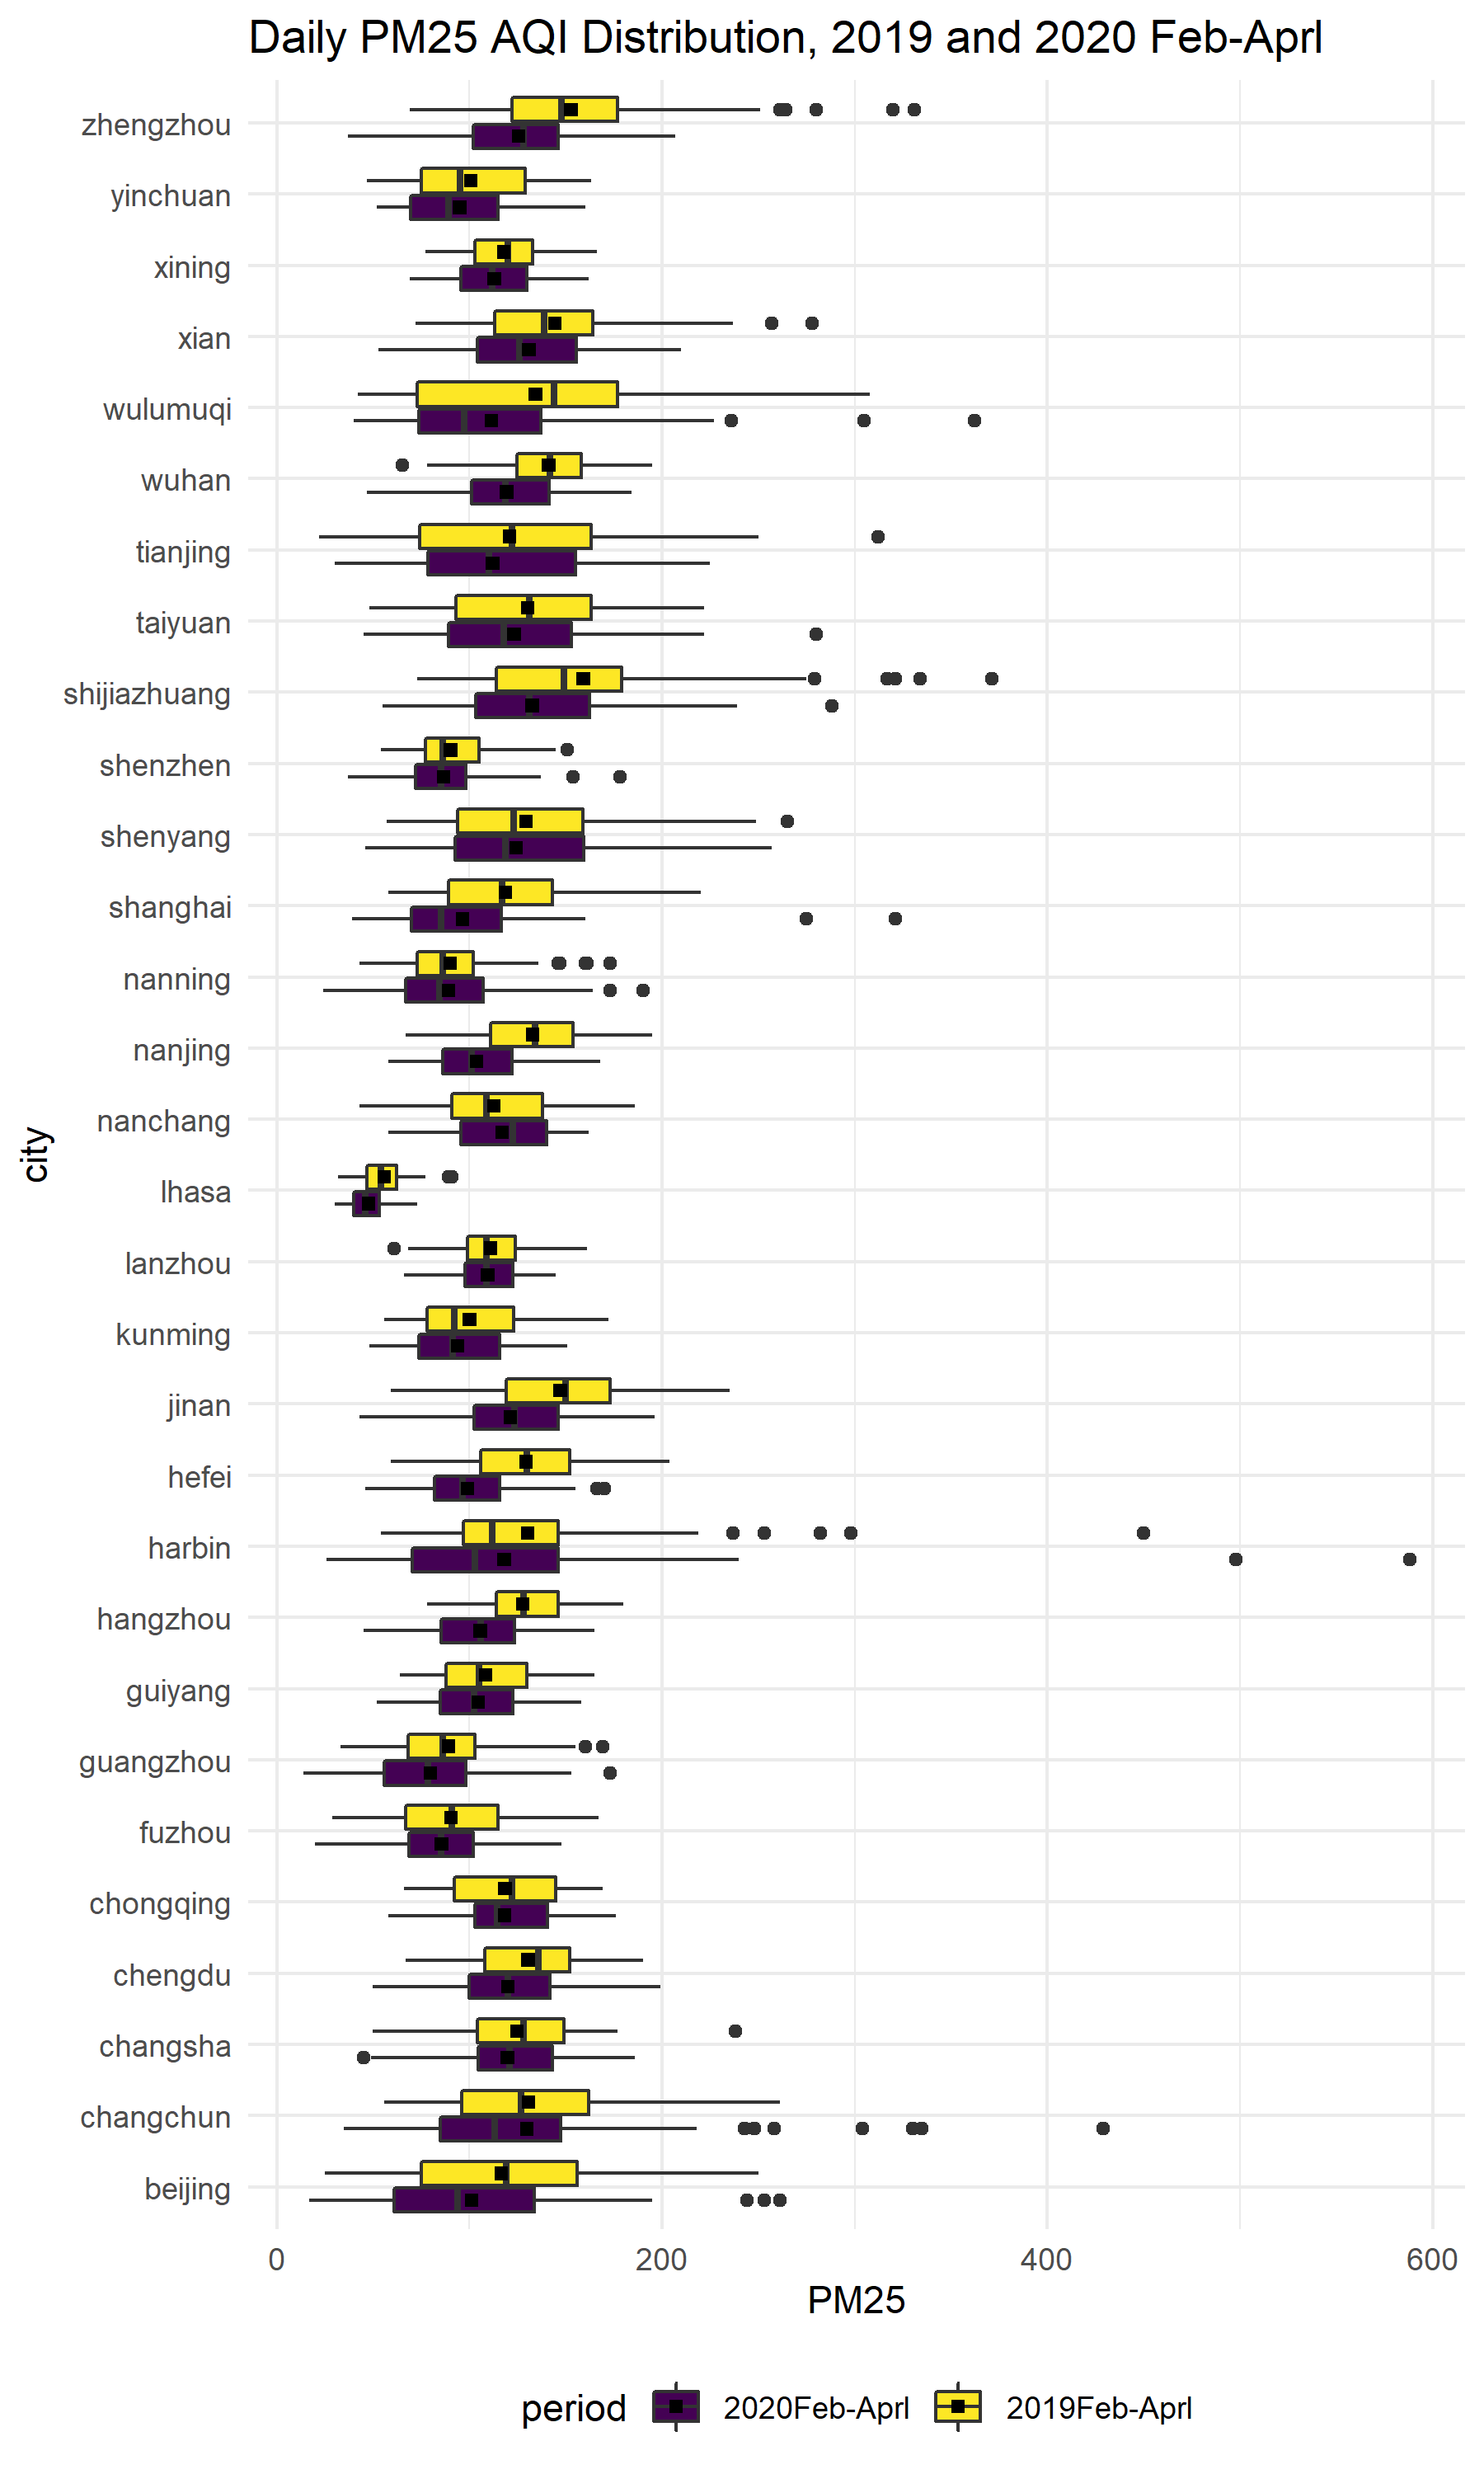 Daily PM25 AQI Distribution, 2019 and 2020 Feb-Aprl
zhengzhou
yinchuan
xining
xian
wulumuqi
wuhan
tianjing
taiyuan
shijiazhuang
shenzhen
shenyang
shanghai
nanning
nanjing
nanchang
lhasa
lanzhou
kunming
jinan
hefei
harbin
hangzhou
guiyang
guangzhou
fuzhou
chongqing
chengdu
changsha
changchun
beijing
city
0 200 400 600
PM25
period 2020Feb-Aprl 2019Feb-Aprl